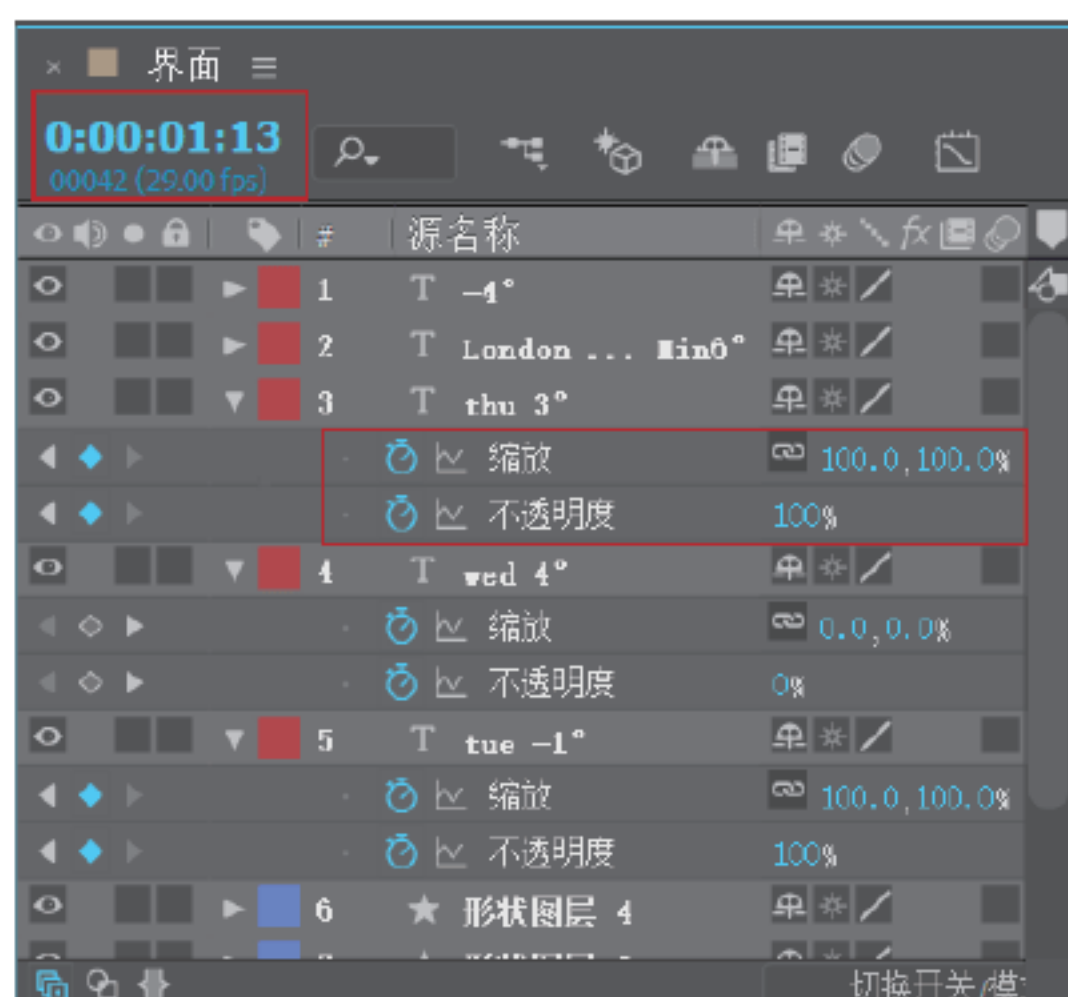 界面
0:00:01:13
00042 (29.00 fps)
# 源名称 fx
1 T -4°
2 T London ... Min6°
3 T thu 3°
缩放 100.0,100.0%
不透明度 100%
4 T wed 4°
缩放 0.0,0.0%
不透明度 0%
5 T tue -1°
缩放 100.0,100.0%
不透明度 100%
6 形状图层 4
切换开关/模